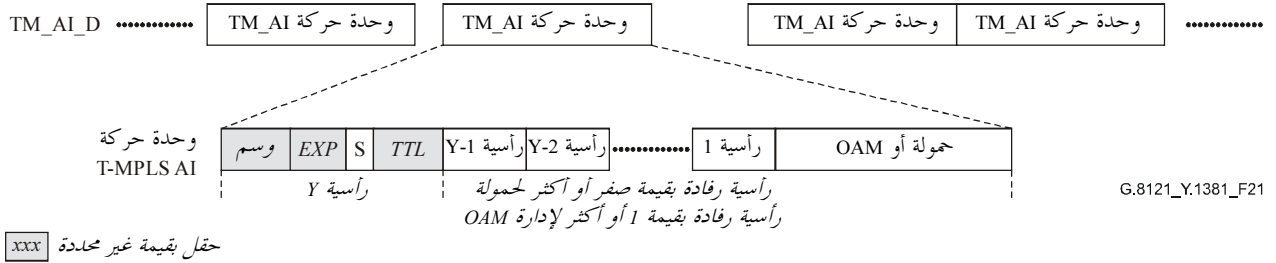 TM_AI_D وحدة حركة TM_AI وحدة حركة TM_AI وحدة حركة TM_AI وحدة حركة TM_AI
وحدة حركة
T-MPLS AI
وسم EXP S TTL رأسية Y-1 رأسية Y-2 رأسية 1 حمولة أو OAM
رأسية Y
رأسية رفادة بقيمة صفر أو أكثر لحمولة
رأسية رفادة بقيمة 1 أو أكثر لإدارة OAM
G.8121_Y.1381_F21
xxx حقل بقيمة غير محددة